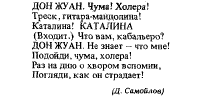 ДОН ЖУАН. Чума! Холера!
Треск, гитара-мандолина!
Каталина! КАТАЛИНА
(Входит.) Что вам, кабальеро?
ДОН ЖУАН. Не знает — что мне!
Подойди, чума, холера!
Раз на дню о хвором вспомни,
Погляди, как он страдает!
(Д. Самойлов)